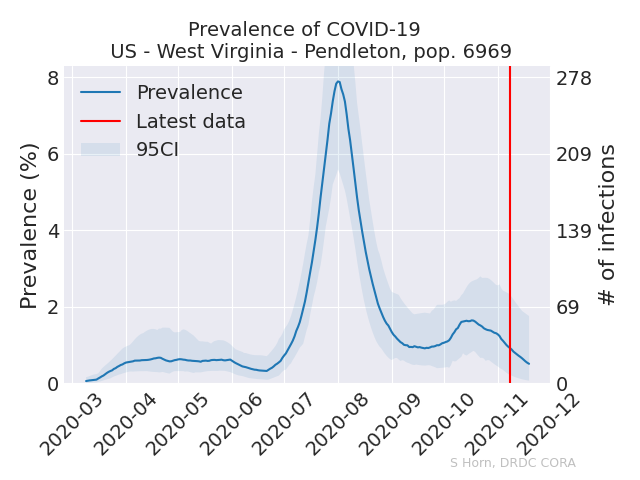 Prevalence of COVID-19
US - West Virginia - Pendleton, pop. 6969
Prevalence
Latest data
95CI
Prevalence (%)
8
6
4
2
0
# of infections
278
209
139
69
0
2020-03
2020-04
2020-05
2020-06
2020-07
2020-08
2020-09
2020-10
2020-11
2020-12
S Horn, DRDC CORA